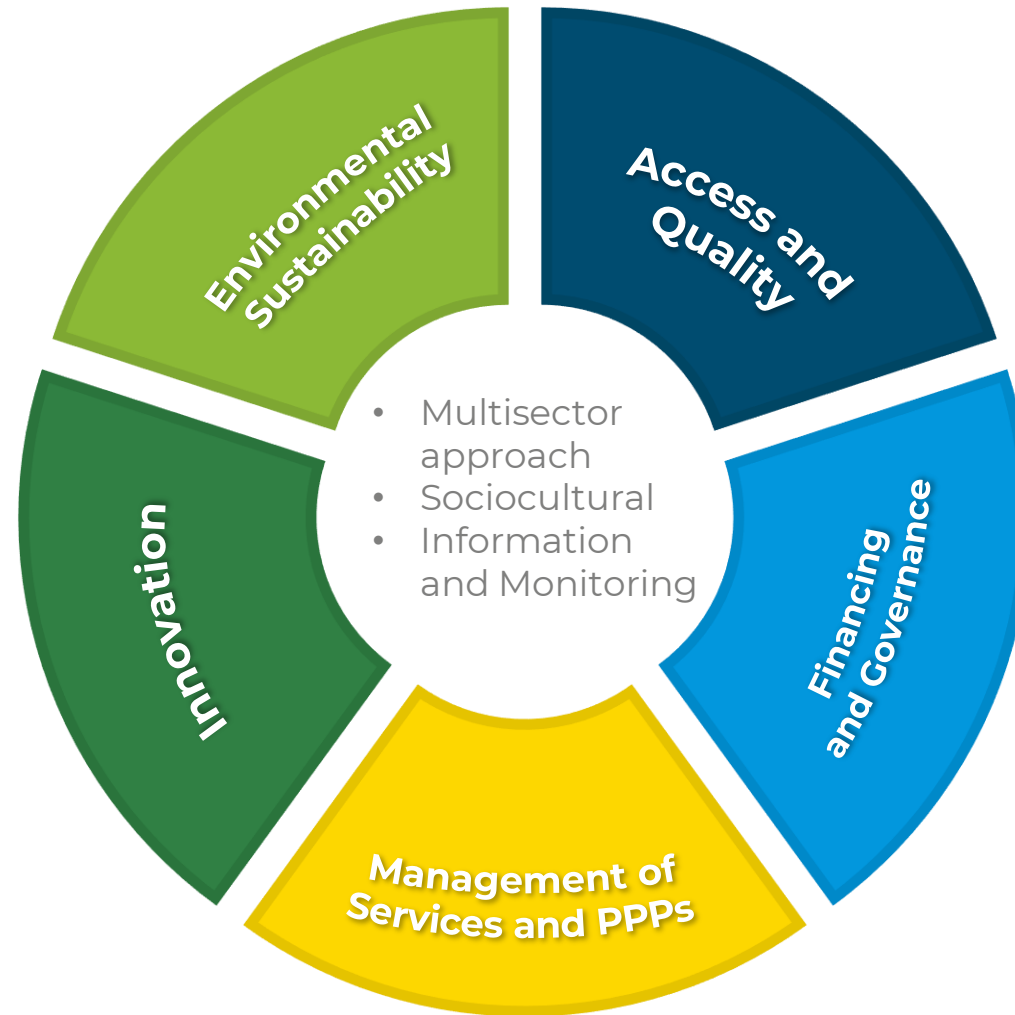 Environmental
Sustainability
Access and
Quality
• Multisector
approach
• Sociocultural
• Information
and Monitoring
Innovation
Financing
and Governance
Management of
Services and PPPs